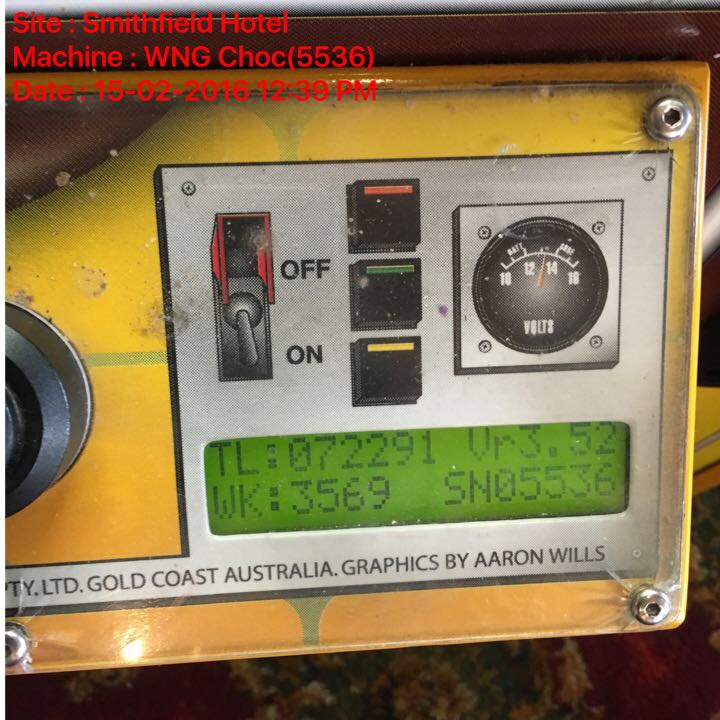 Site : Smithfield Hotel
Machine : WNG Choc(5536)
Date : 15-02-2016 12:39 PM
OFF
ON
BATT
10 12 14 16
VOLTS
TL:072291 Vr3.52
WK:3569 SN05536
PTY.LTD. GOLD COAST AUSTRALIA. GRAPHICS BY AARON WILLS